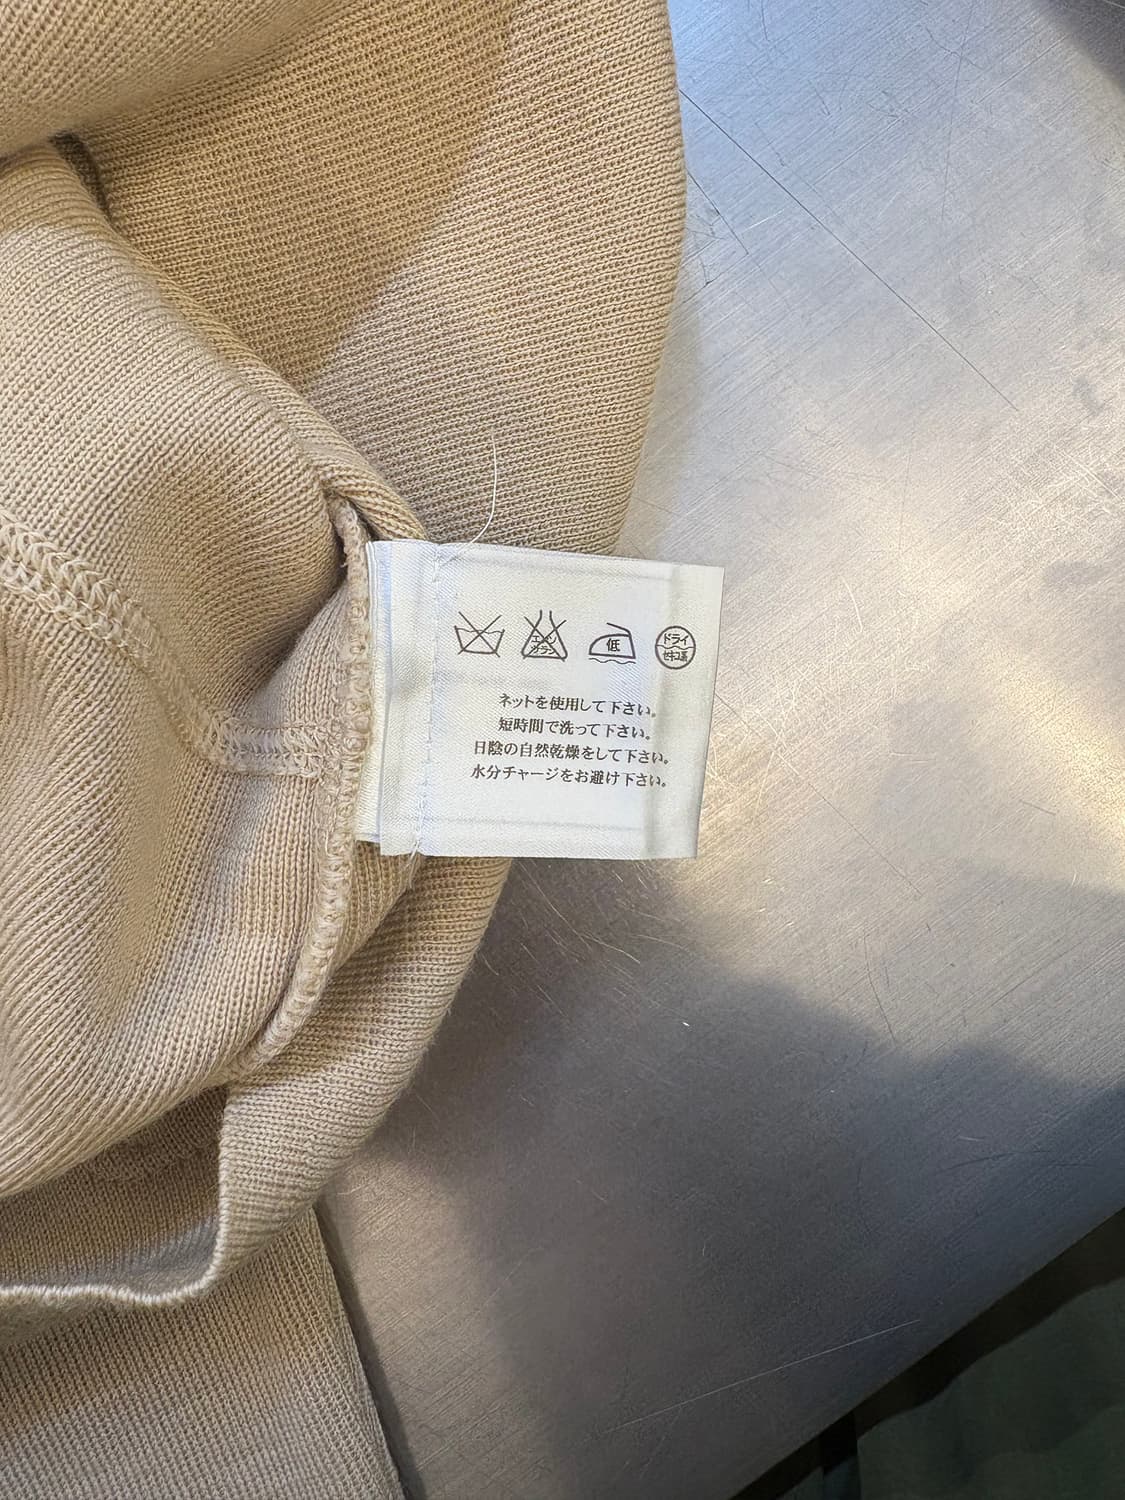 エンソ
サラシ
低
ドライ
セキユ系
ネットを使用して下さい。
短時間で洗って下さい。
日陰の自然乾燥をして下さい。
水分チャージをお避け下さい。